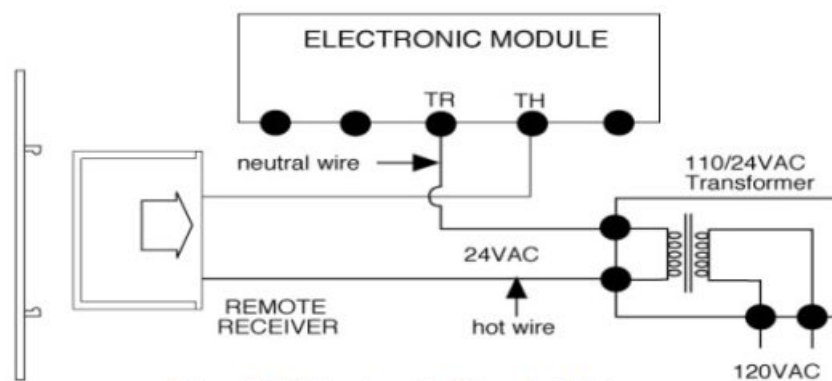 ELECTRONIC MODULE
TR TH
neutral wire
110/24VAC
Transformer
24VAC
REMOTE
RECEIVER
hot wire
120VAC